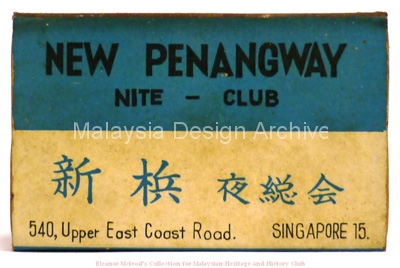 NEW PENANGWAY
NITE - CLUB
Malaysia Design Archive
新 梹 夜 総 会
540, Upper East Coast Road. SINGAPORE 15.
Eleanor Mcleod's Collection for Malaysian Heritage and History Club